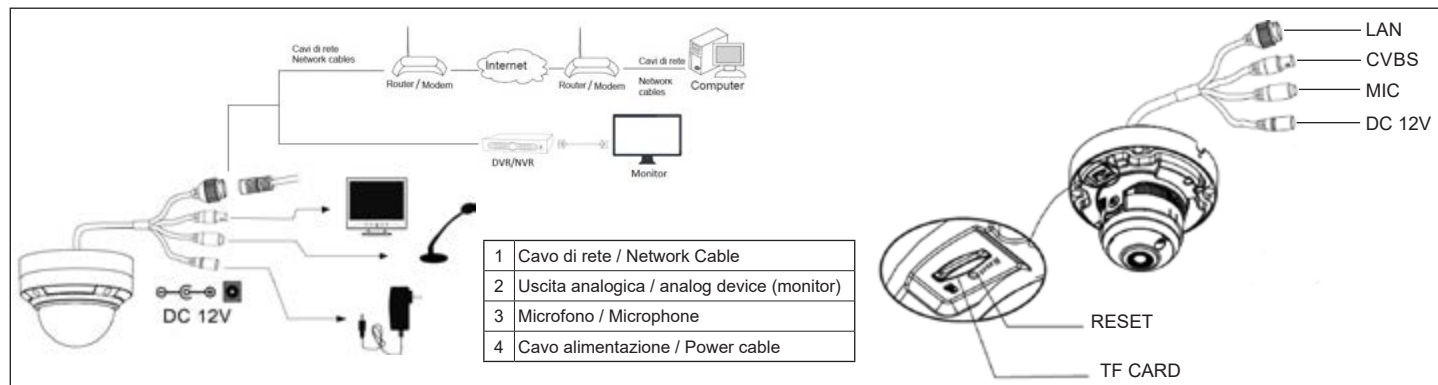 Cavi di rete
Network cables
Router / Modem
Internet
Router / Modem
Cavi di rete
Network
cables
Computer
DVR/NVR
Monitor
DC 12V
1 Cavo di rete / Network Cable
2 Uscita analogica / analog device (monitor)
3 Microfono / Microphone
4 Cavo alimentazione / Power cable
LAN
CVBS
MIC
DC 12V
RESET
TF CARD